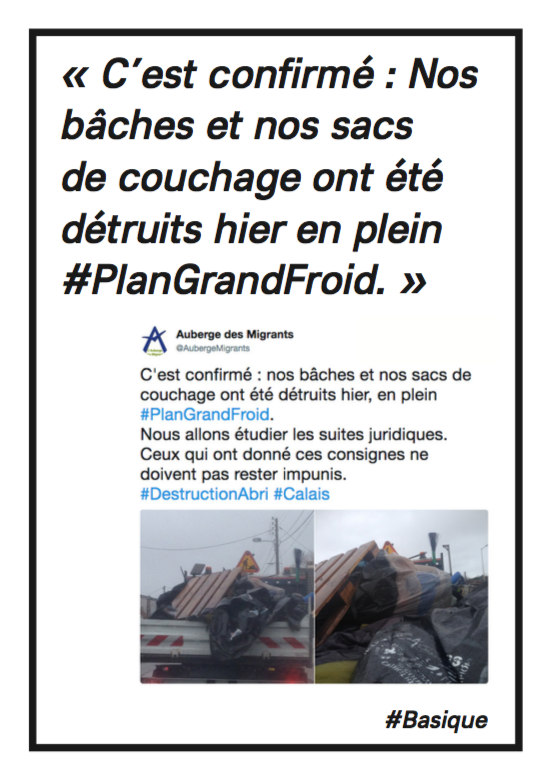 « C’est confirmé : Nos
bâches et nos sacs
de couchage ont été
détruits hier en plein
#PlanGrandFroid. »
Auberge des Migrants
@AubergeMigrants
C'est confirmé : nos bâches et nos sacs de
couchage ont été détruits hier, en plein
#PlanGrandFroid.
Nous allons étudier les suites juridiques.
Ceux qui ont donné ces consignes ne
doivent pas rester impunis.
#DestructionAbri #Calais
#Basique